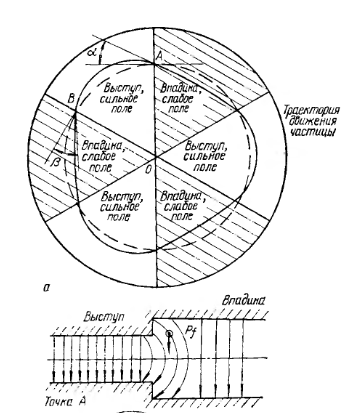 α
A
Выступ,
сильное
поле
Впадина,
слабое
поле
B
Траектория
движения
частицы
Впадина,
слабое
поле
Выступ,
сильное
поле
β
O
Выступ,
сильное
поле
Впадина,
слабое
поле
а
Выступ
Впадина
Pf
Точка A